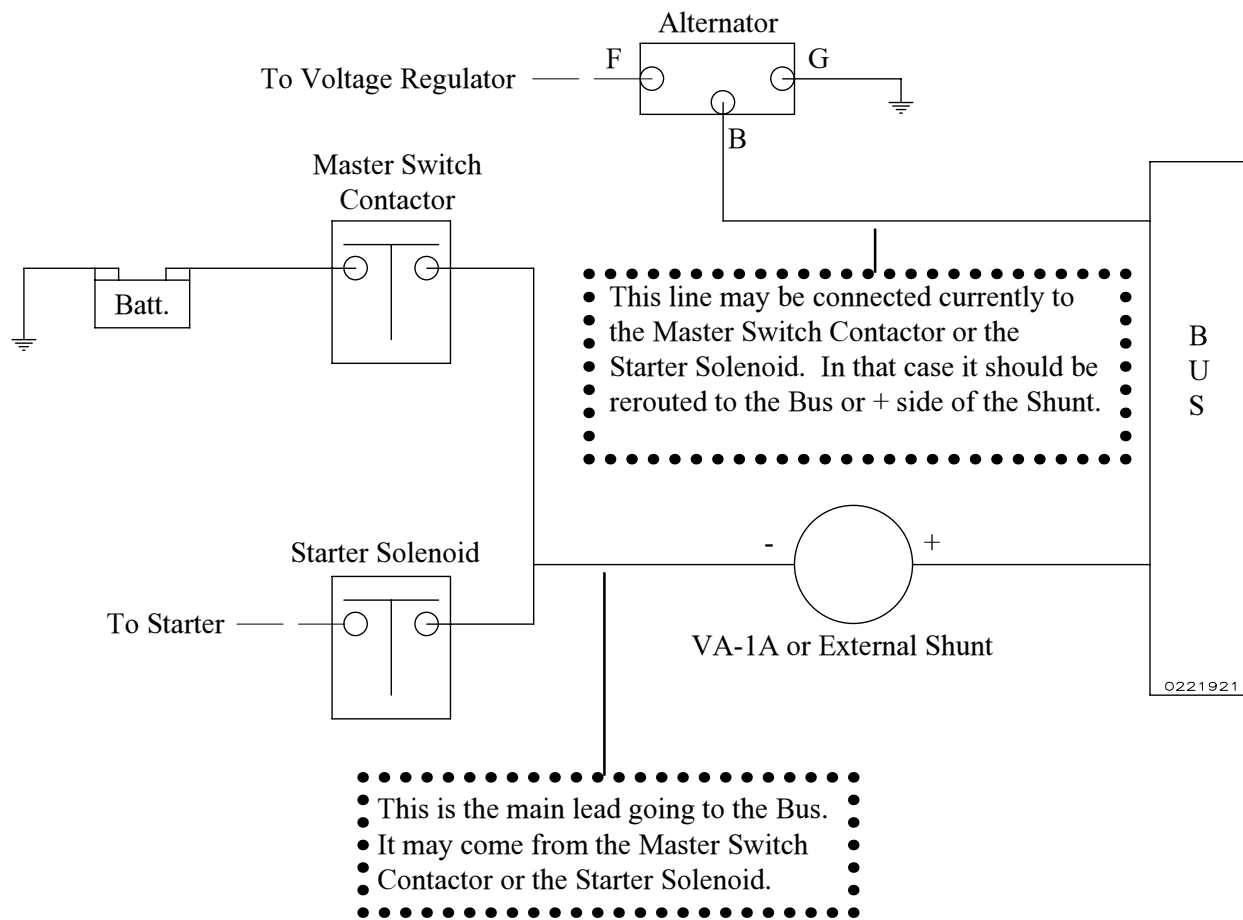 Alternator
F
G
To Voltage Regulator
B
Master Switch
Contactor
Batt.
This line may be connected currently to
the Master Switch Contactor or the
Starter Solenoid.  In that case it should be
rerouted to the Bus or + side of the Shunt.
B
U
S
Starter Solenoid
-
+
To Starter
VA-1A or External Shunt
0221921
This is the main lead going to the Bus.
It may come from the Master Switch
Contactor or the Starter Solenoid.